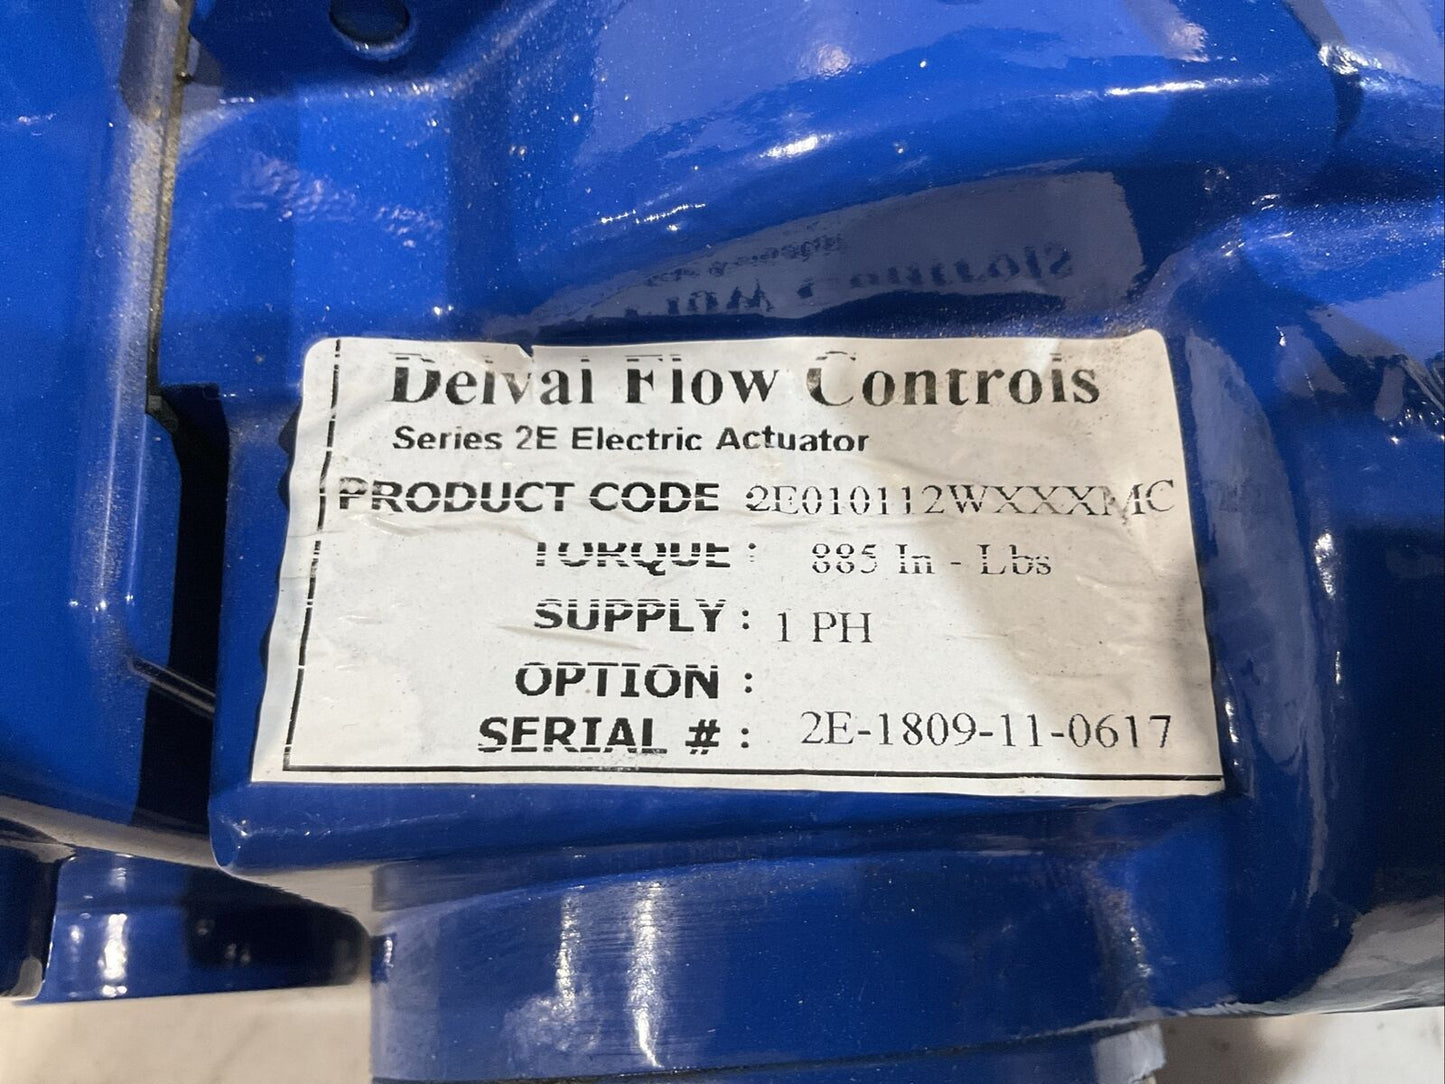 Delval Flow Controls
Series 2E Electric Actuator
PRODUCT CODE 2E010112WXXXMC
TORQUE : 885 In - Lbs
SUPPLY : 1 PH
OPTION :
SERIAL # : 2E-1809-11-0617